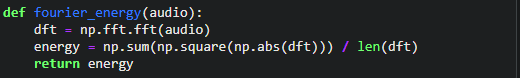 def fourier_energy(audio):
    dft = np.fft.fft(audio)
    energy = np.sum(np.square(np.abs(dft))) / len(dft)
    return energy